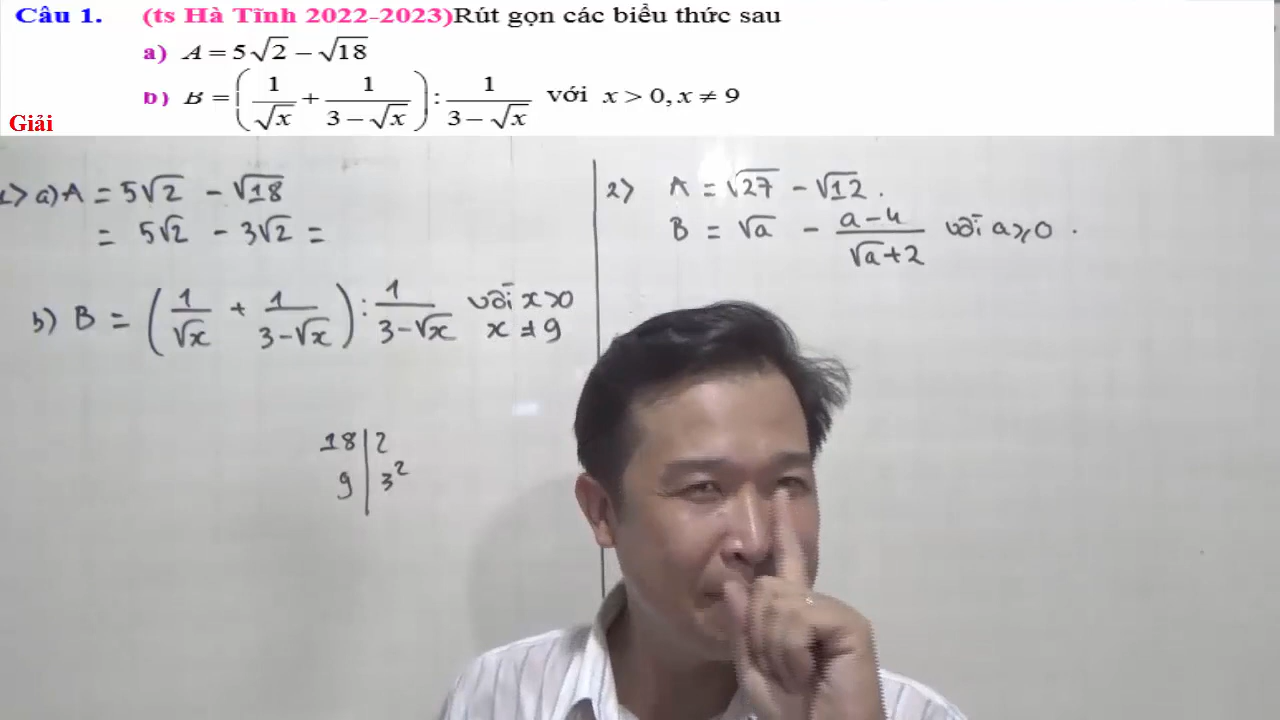 Câu 1. (ts Hà Tĩnh 2022-2023)Rút gọn các biểu thức sau
a) A = 5√2 − √18
b) B = (1/√x + 1/(3 − √x)) : 1/(3 − √x) với x > 0, x ≠ 9
Giải
1> a) A = 5√2 − √18
= 5√2 − 3√2 =
b) B = (1/√x + 1/(3−√x)) : 1/(3−√x) với x>0
x ≠ 9
18 | 2
9 | 3²
2> A = √27 − √12 .
B = √a − (a−4)/(√a+2) với a≥0 .